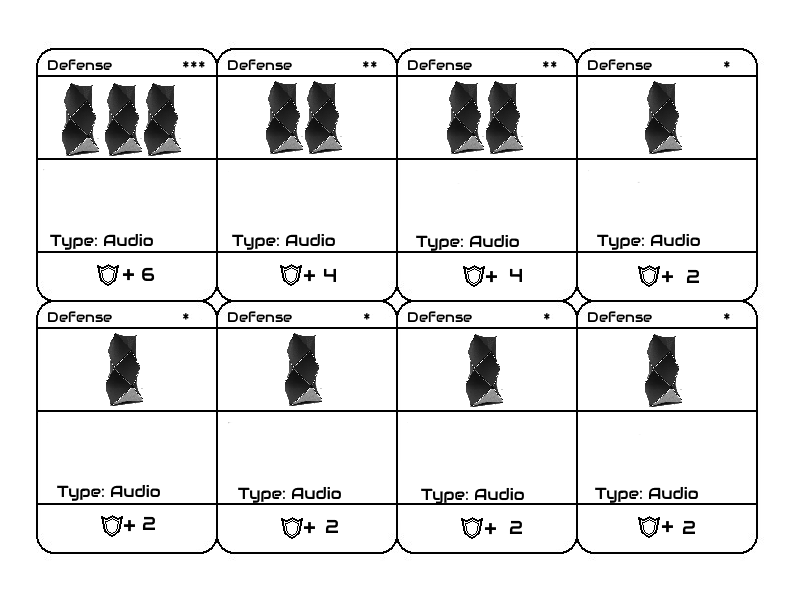 Defense ***
Type: Audio
+ 6
Defense **
Type: Audio
+ 4
Defense **
Type: Audio
+ 4
Defense *
Type: Audio
+ 2
Defense *
Type: Audio
+ 2
Defense *
Type: Audio
+ 2
Defense *
Type: Audio
+ 2
Defense *
Type: Audio
+ 2